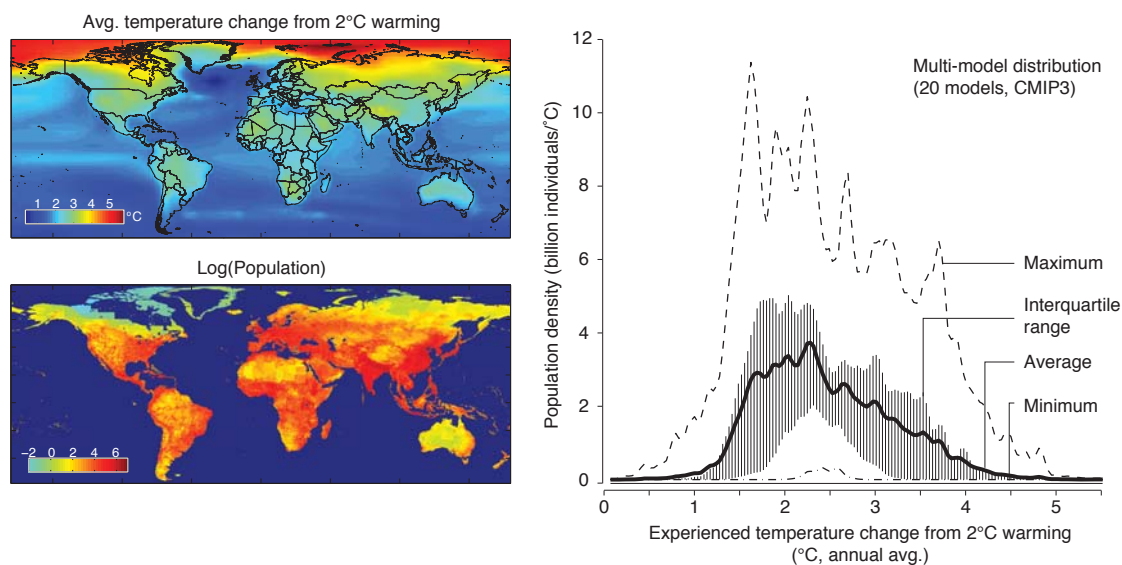 Avg. temperature change from 2°C warming
1 2 3 4 5 °C
Log(Population)
−2 0 2 4 6
12
10
8
6
4
2
0
Population density (billion individuals/°C)
Multi-model distribution
(20 models, CMIP3)
Maximum
Interquartile
range
Average
Minimum
0 1 2 3 4 5
Experienced temperature change from 2°C warming
(°C, annual avg.)